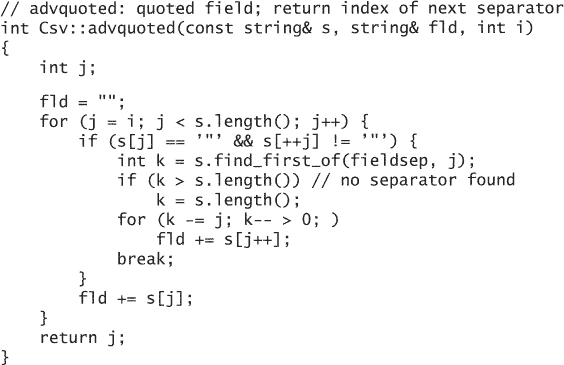 // advquoted: quoted field; return index of next separator
int Csv::advquoted(const string& s, string& fld, int i)
{
    int j;

    fld = "";
    for (j = i; j < s.length(); j++) {
        if (s[j] == '"' && s[++j] != '"') {
            int k = s.find_first_of(fieldsep, j);
            if (k > s.length()) // no separator found
                k = s.length();
            for (k -= j; k-- > 0; )
                fld += s[j++];
            break;
        }
        fld += s[j];
    }
    return j;
}